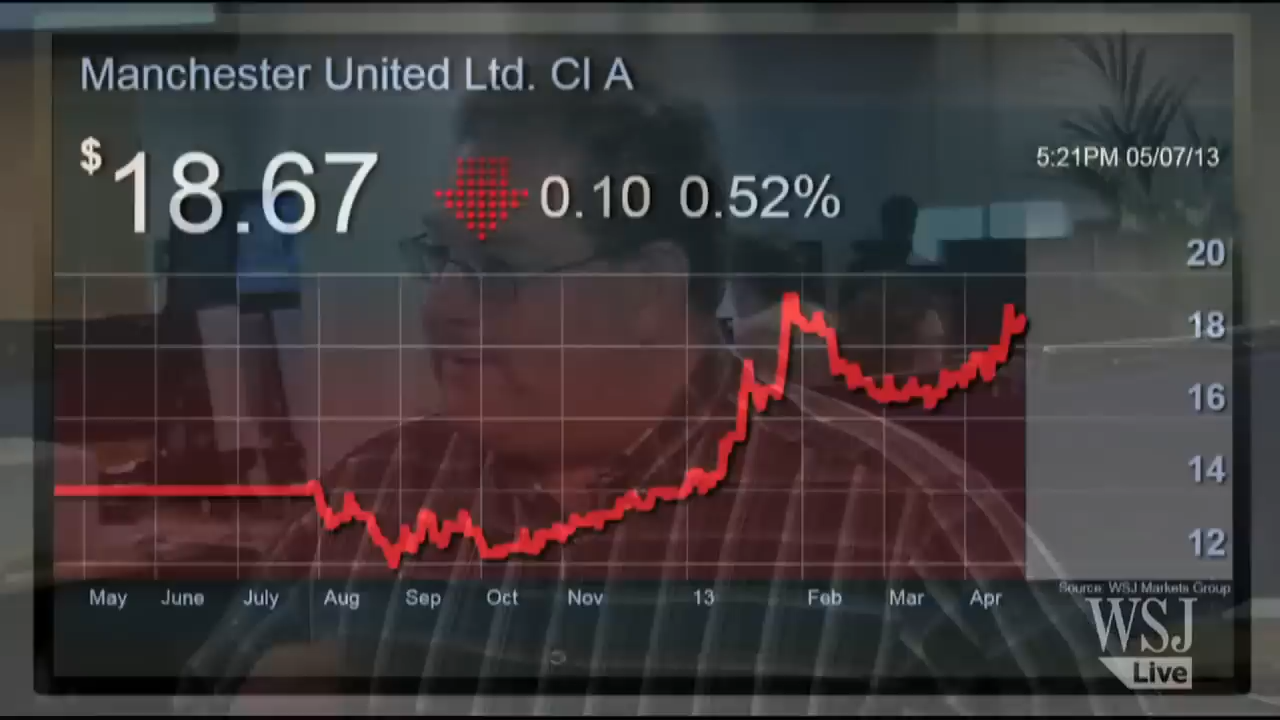 Manchester United Ltd. Cl A
$18.67 0.10 0.52%
5:21PM 05/07/13
20
18
16
14
12
May June July Aug Sep Oct Nov 13 Feb Mar Apr
Source: WSJ Markets Group
WSJ
Live